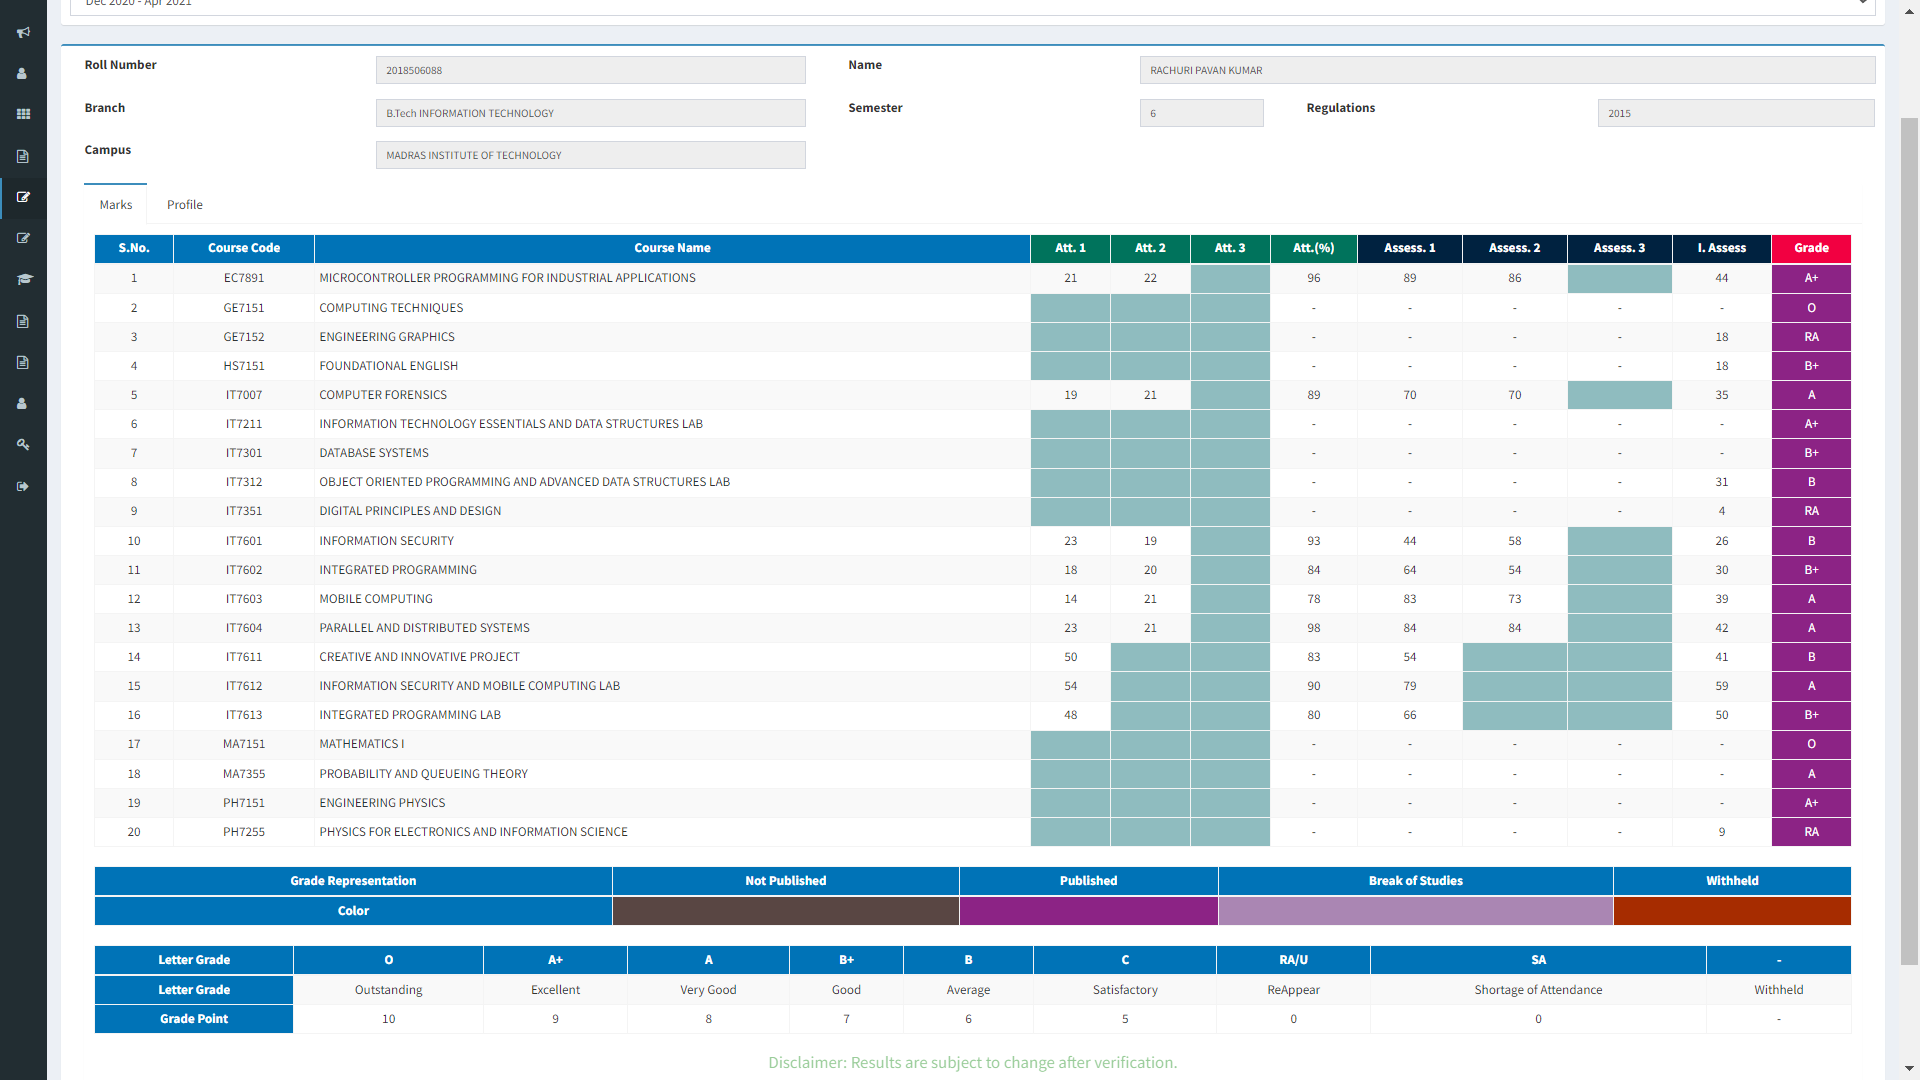 Dec 2020 - Apr 2021
Roll Number 2018506088 Name RACHURI PAVAN KUMAR
Branch B.Tech INFORMATION TECHNOLOGY Semester 6 Regulations 2015
Campus MADRAS INSTITUTE OF TECHNOLOGY
Marks Profile
S.No. Course Code Course Name Att. 1 Att. 2 Att. 3 Att.(%) Assess. 1 Assess. 2 Assess. 3 I. Assess Grade
1 EC7891 MICROCONTROLLER PROGRAMMING FOR INDUSTRIAL APPLICATIONS 21 22 96 89 86 44 A+
2 GE7151 COMPUTING TECHNIQUES - - - - - O
3 GE7152 ENGINEERING GRAPHICS - - - - 18 RA
4 HS7151 FOUNDATIONAL ENGLISH - - - - 18 B+
5 IT7007 COMPUTER FORENSICS 19 21 89 70 70 35 A
6 IT7211 INFORMATION TECHNOLOGY ESSENTIALS AND DATA STRUCTURES LAB - - - - - A+
7 IT7301 DATABASE SYSTEMS - - - - - B+
8 IT7312 OBJECT ORIENTED PROGRAMMING AND ADVANCED DATA STRUCTURES LAB - - - - 31 B
9 IT7351 DIGITAL PRINCIPLES AND DESIGN - - - - 4 RA
10 IT7601 INFORMATION SECURITY 23 19 93 44 58 26 B
11 IT7602 INTEGRATED PROGRAMMING 18 20 84 64 54 30 B+
12 IT7603 MOBILE COMPUTING 14 21 78 83 73 39 A
13 IT7604 PARALLEL AND DISTRIBUTED SYSTEMS 23 21 98 84 84 42 A
14 IT7611 CREATIVE AND INNOVATIVE PROJECT 50 83 54 41 B
15 IT7612 INFORMATION SECURITY AND MOBILE COMPUTING LAB 54 90 79 59 A
16 IT7613 INTEGRATED PROGRAMMING LAB 48 80 66 50 B+
17 MA7151 MATHEMATICS I - - - - - O
18 MA7355 PROBABILITY AND QUEUEING THEORY - - - - - A
19 PH7151 ENGINEERING PHYSICS - - - - - A+
20 PH7255 PHYSICS FOR ELECTRONICS AND INFORMATION SCIENCE - - - - 9 RA
Grade Representation Not Published Published Break of Studies Withheld
Color
Letter Grade O A+ A B+ B C RA/U SA -
Letter Grade Outstanding Excellent Very Good Good Average Satisfactory ReAppear Shortage of Attendance Withheld
Grade Point 10 9 8 7 6 5 0 0 -
Disclaimer: Results are subject to change after verification.